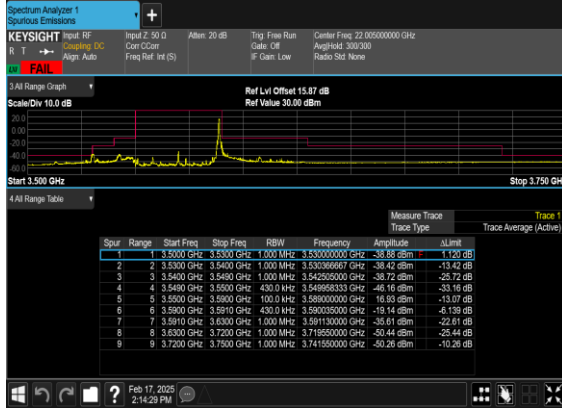 Spectrum Analyzer 1
Spurious Emissions
+
KEYSIGHT Input: RF Input Z: 50 Ω Atten: 20 dB Trig: Free Run Center Freq: 22.005000000 GHz
R T Coupling: DC Corr CCorr Gate: Off Avg|Hold: 300/300
Align: Auto Freq Ref: Int (S) IF Gain: Low Radio Std: None
FAIL
3 All Range Graph
Ref Lvl Offset 15.87 dB
Scale/Div 10.0 dB Ref Value 30.00 dBm
20.0
0.00
-20.0
-40.0
-60.0
Start 3.500 GHz Stop 3.750 GH
4 All Range Table
Measure Trace Trace 1
Trace Type Trace Average (Active)
Spur Range Start Freq Stop Freq RBW Frequency Amplitude ΔLimit
1 1 3.5000 GHz 3.5300 GHz 1.000 MHz 3.530000000 GHz -38.88 dBm F 1.120 dB
2 2 3.5300 GHz 3.5400 GHz 1.000 MHz 3.530366667 GHz -38.42 dBm -13.42 dB
3 3 3.5400 GHz 3.5490 GHz 1.000 MHz 3.542505000 GHz -38.72 dBm -25.72 dB
4 4 3.5490 GHz 3.5500 GHz 430.0 kHz 3.549958333 GHz -46.16 dBm -33.16 dB
5 5 3.5500 GHz 3.5900 GHz 100.0 kHz 3.589000000 GHz 16.93 dBm -13.07 dB
6 6 3.5900 GHz 3.5910 GHz 430.0 kHz 3.590035000 GHz -19.14 dBm -6.139 dB
7 7 3.5910 GHz 3.6300 GHz 1.000 MHz 3.591130000 GHz -35.61 dBm -22.61 dB
8 8 3.6300 GHz 3.7200 GHz 1.000 MHz 3.719550000 GHz -50.44 dBm -25.44 dB
9 9 3.7200 GHz 3.7500 GHz 1.000 MHz 3.741550000 GHz -50.26 dBm -10.26 dB
? Feb 17, 2025
2:14:29 PM